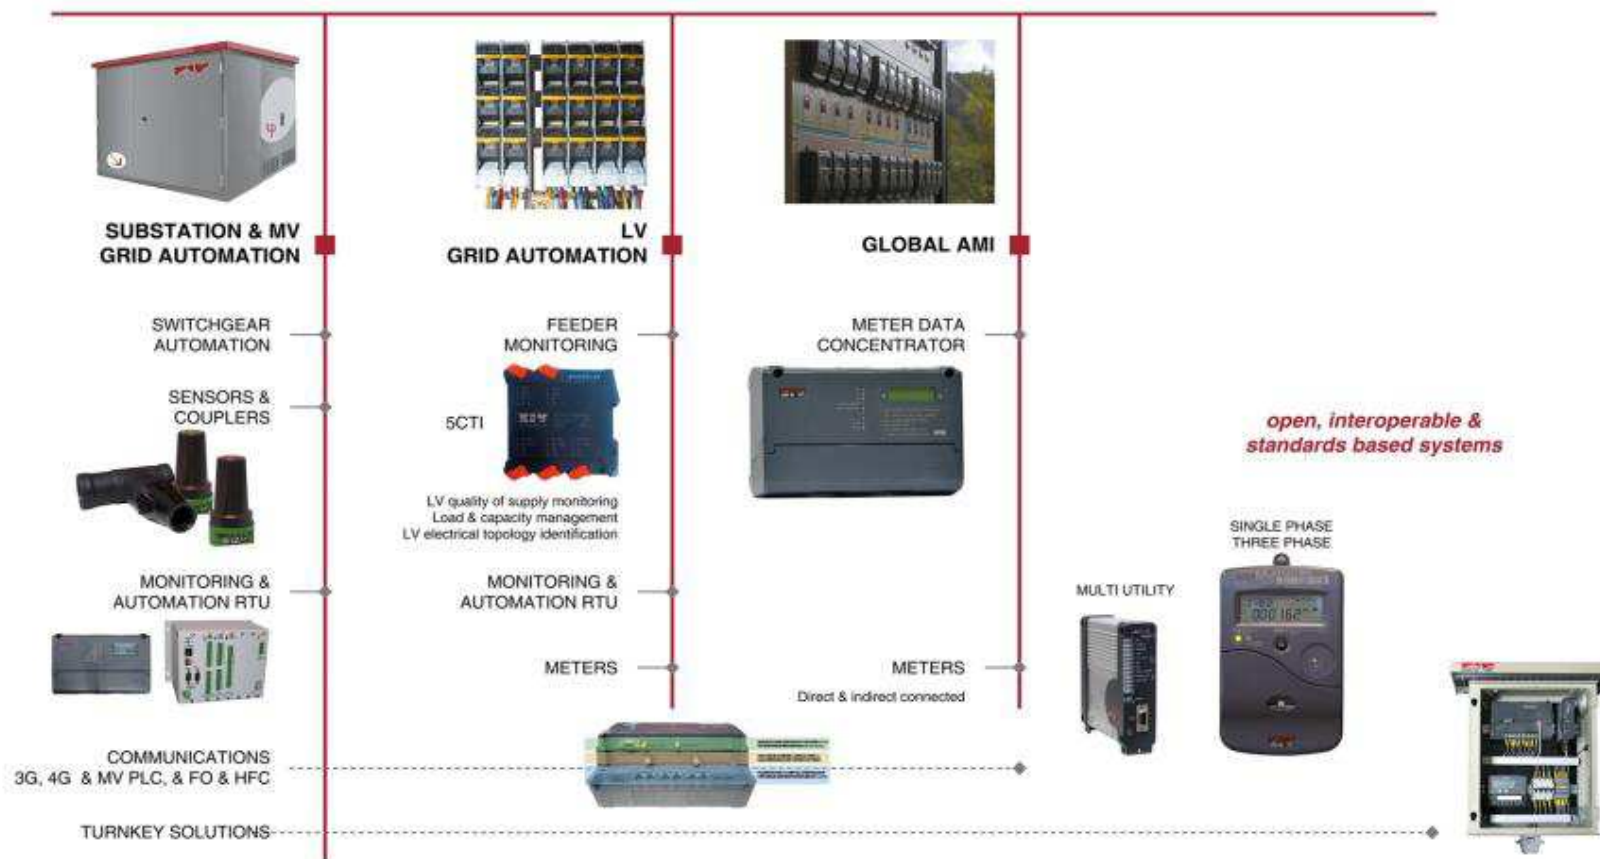 SUBSTATION & MV
GRID AUTOMATION
LV
GRID AUTOMATION
GLOBAL AMI
SWITCHGEAR
AUTOMATION
SENSORS &
COUPLERS
MONITORING &
AUTOMATION RTU
FEEDER
MONITORING
5CTI
LV quality of supply monitoring
Load & capacity management
LV electrical topology identification
MONITORING &
AUTOMATION RTU
METERS
METER DATA
CONCENTRATOR
METERS
Direct & indirect connected
open, interoperable &
standards based systems
SINGLE PHASE
THREE PHASE
MULTI UTILITY
COMMUNICATIONS
3G, 4G & MV PLC, & FO & HFC
TURNKEY SOLUTIONS